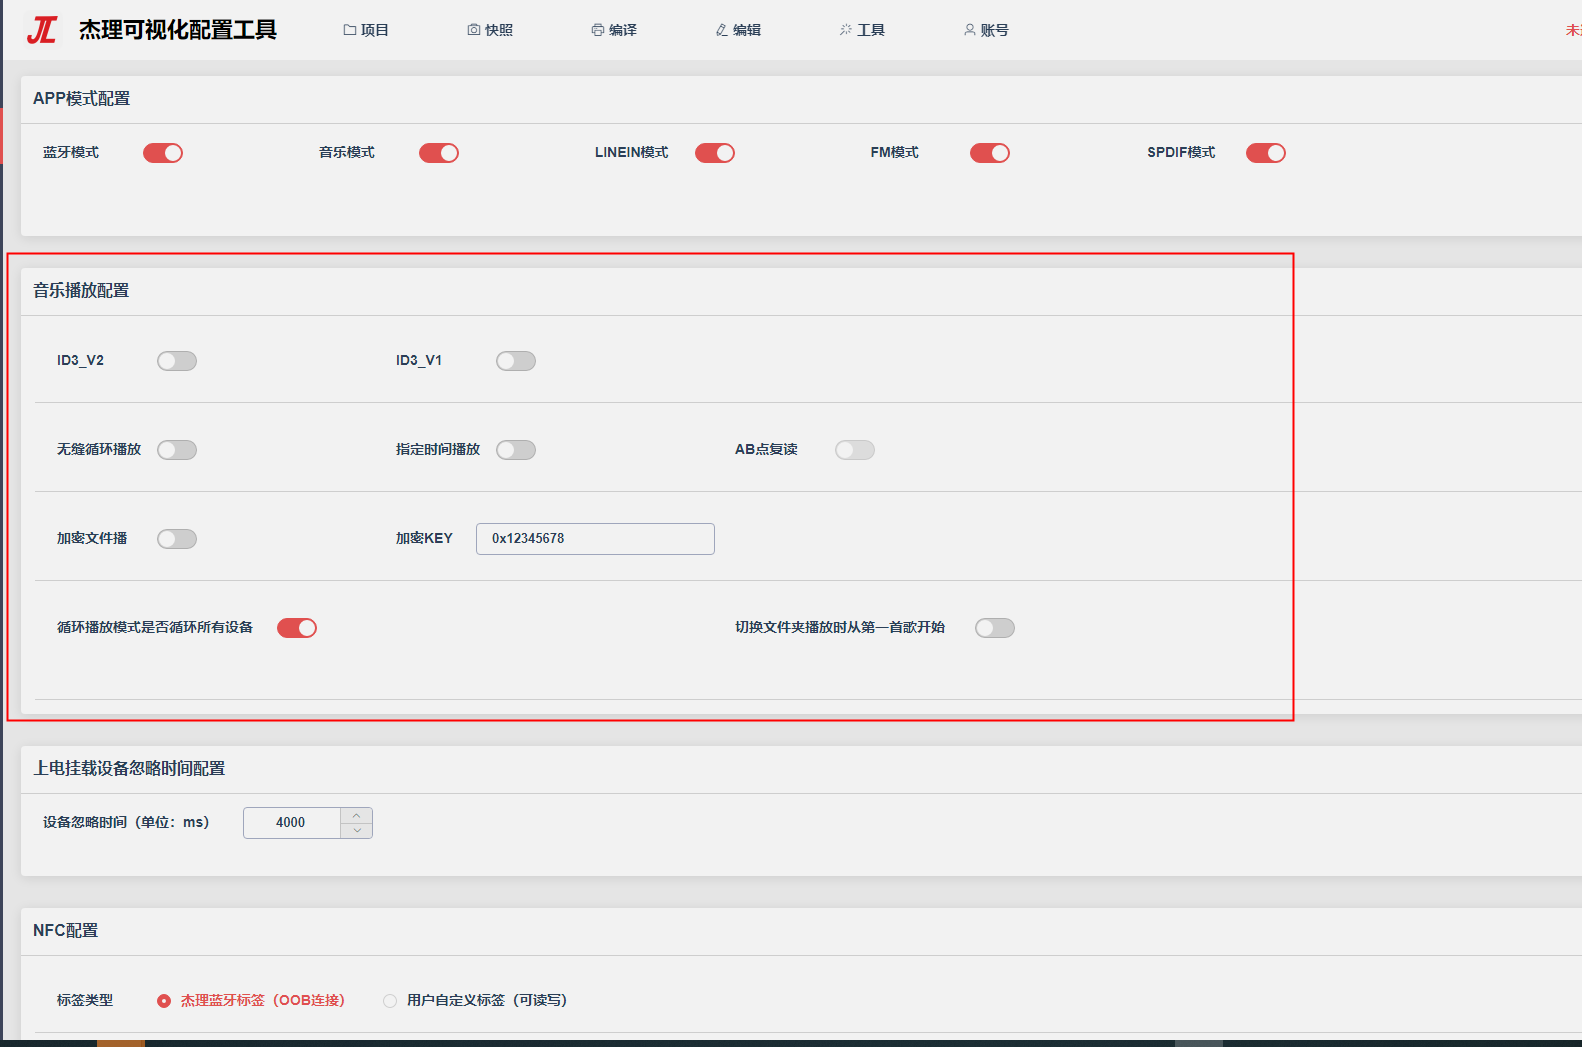 杰理可视化配置工具 项目 快照 编译 编辑 工具 账号
APP模式配置
蓝牙模式 音乐模式 LINEIN模式 FM模式 SPDIF模式
音乐播放配置
ID3_V2 ID3_V1
无缝循环播放 指定时间播放 AB点复读
加密文件播 加密KEY 0x12345678
循环播放模式是否循环所有设备 切换文件夹播放时从第一首歌开始
上电挂载设备忽略时间配置
设备忽略时间（单位：ms） 4000
NFC配置
标签类型 杰理蓝牙标签（OOB连接） 用户自定义标签（可读写）